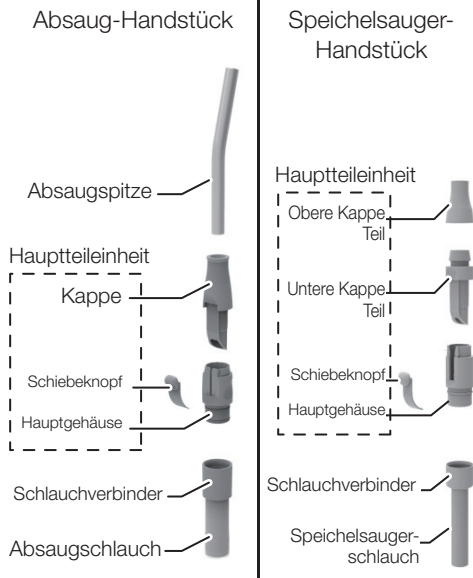 Absaug-Handstück
Absaugspitze
Hauptteileinheit
Kappe
Schiebeknopf
Hauptgehäuse
Schlauchverbinder
Absaugschlauch
Speichelsauger-
Handstück
Hauptteileinheit
Obere Kappe
Teil
Untere Kappe
Teil
Schiebeknopf
Hauptgehäuse
Schlauchverbinder
Speichelsauger-
schlauch